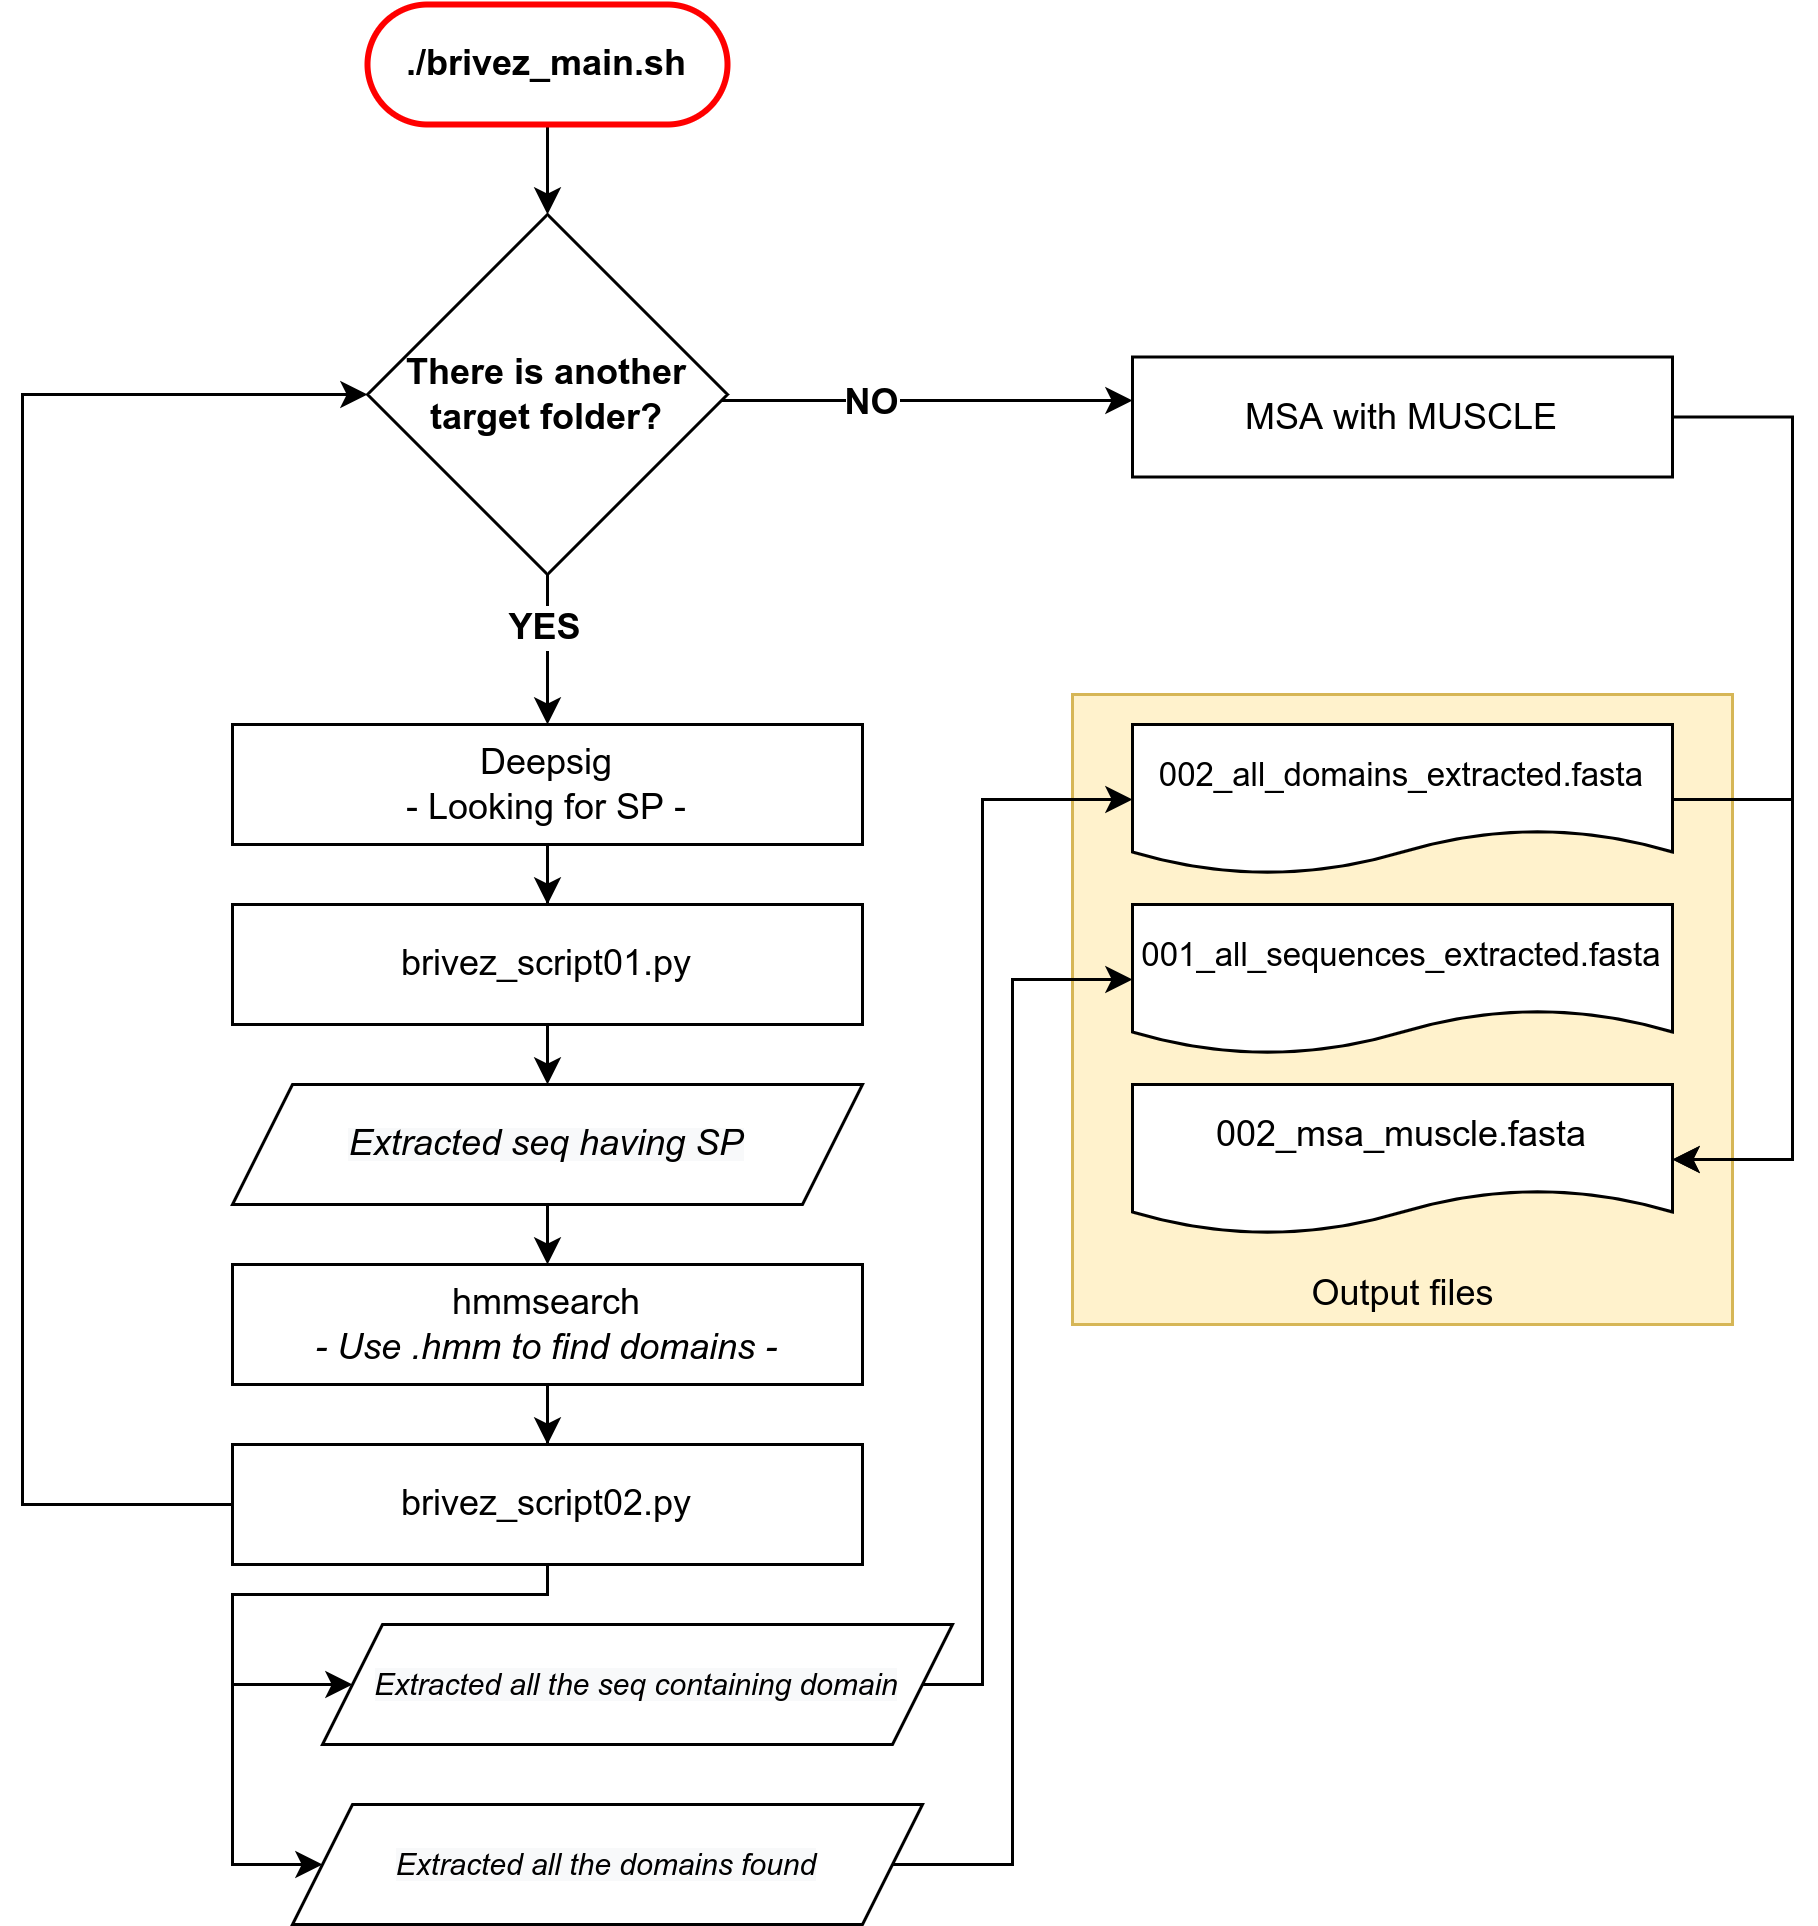 ./brivez_main.sh
There is another
target folder?
NO
MSA with MUSCLE
YES
Deepsig
- Looking for SP -
brivez_script01.py
Extracted seq having SP
hmmsearch
- Use .hmm to find domains -
brivez_script02.py
Extracted all the seq containing domain
Extracted all the domains found
002_all_domains_extracted.fasta
001_all_sequences_extracted.fasta
002_msa_muscle.fasta
Output files